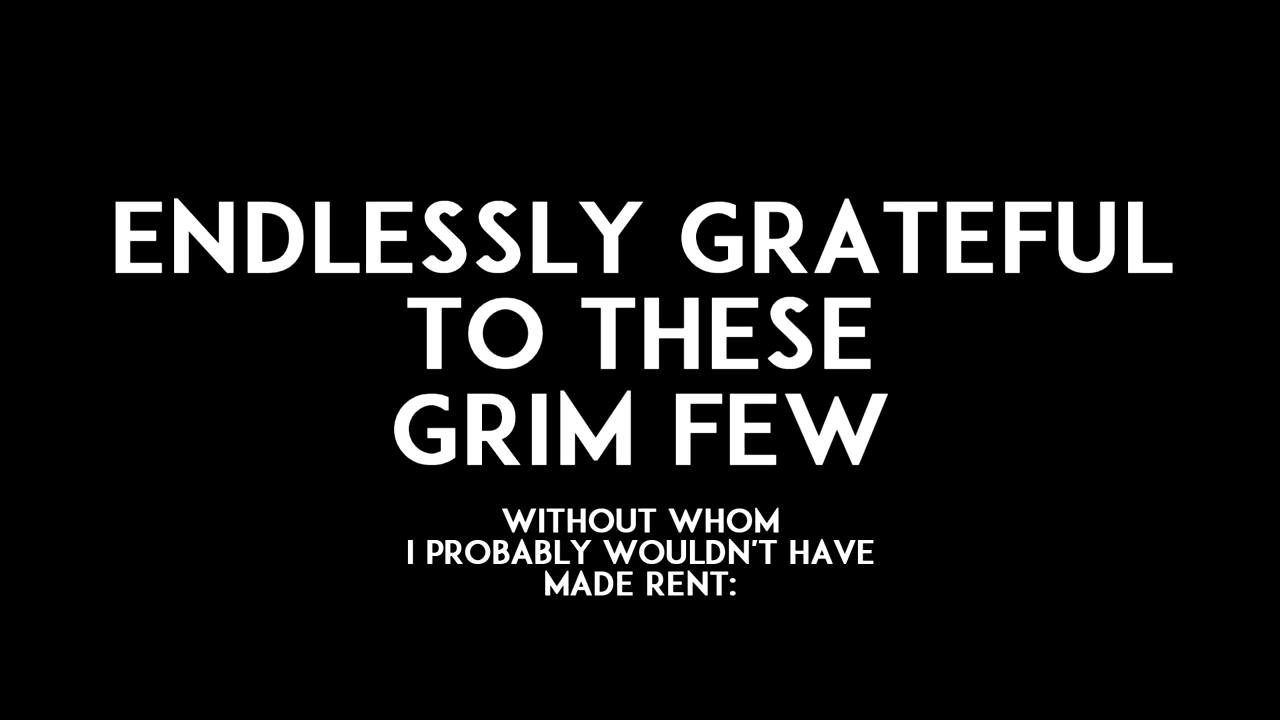 ENDLESSLY GRATEFUL
TO THESE
GRIM FEW
WITHOUT WHOM
I PROBABLY WOULDN'T HAVE
MADE RENT: